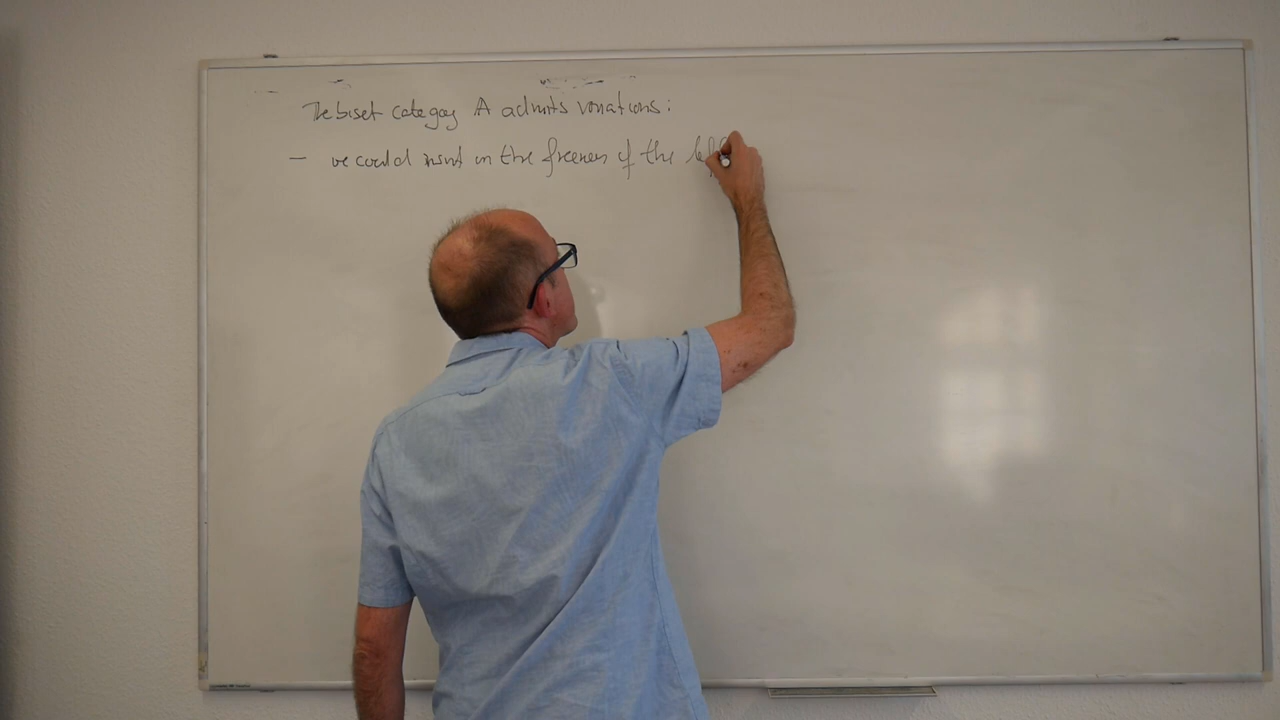 The biset category A admits variations:
- we could insist on the freeness of the left